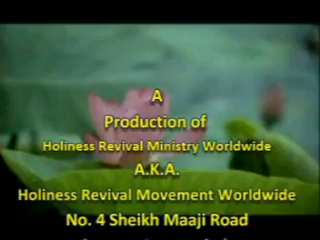 A
Production of
Holiness Revival Ministry Worldwide
A.K.A.
Holiness Revival Movement Worldwide
No. 4 Sheikh Maaji Road